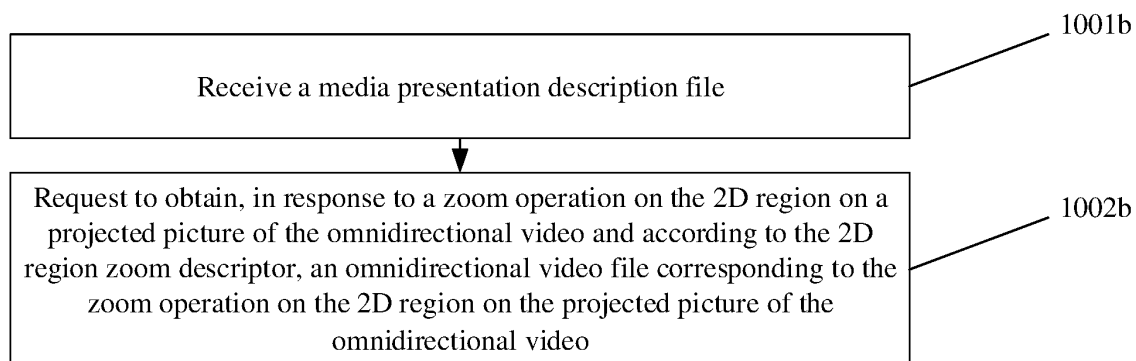 1001b
Receive a media presentation description file
1002b
Request to obtain, in response to a zoom operation on the 2D region on a
projected picture of the omnidirectional video and according to the 2D
region zoom descriptor, an omnidirectional video file corresponding to the
zoom operation on the 2D region on the projected picture of the
omnidirectional video